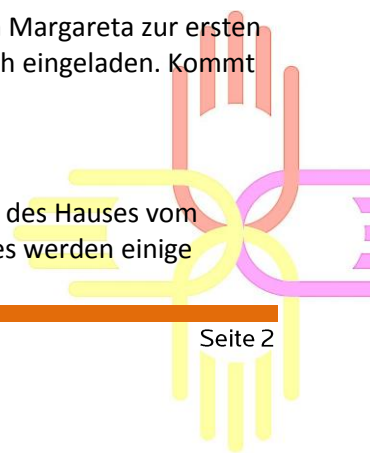 Margareta zur ersten
h eingeladen. Kommt
des Hauses vom
es werden einige
Seite 2